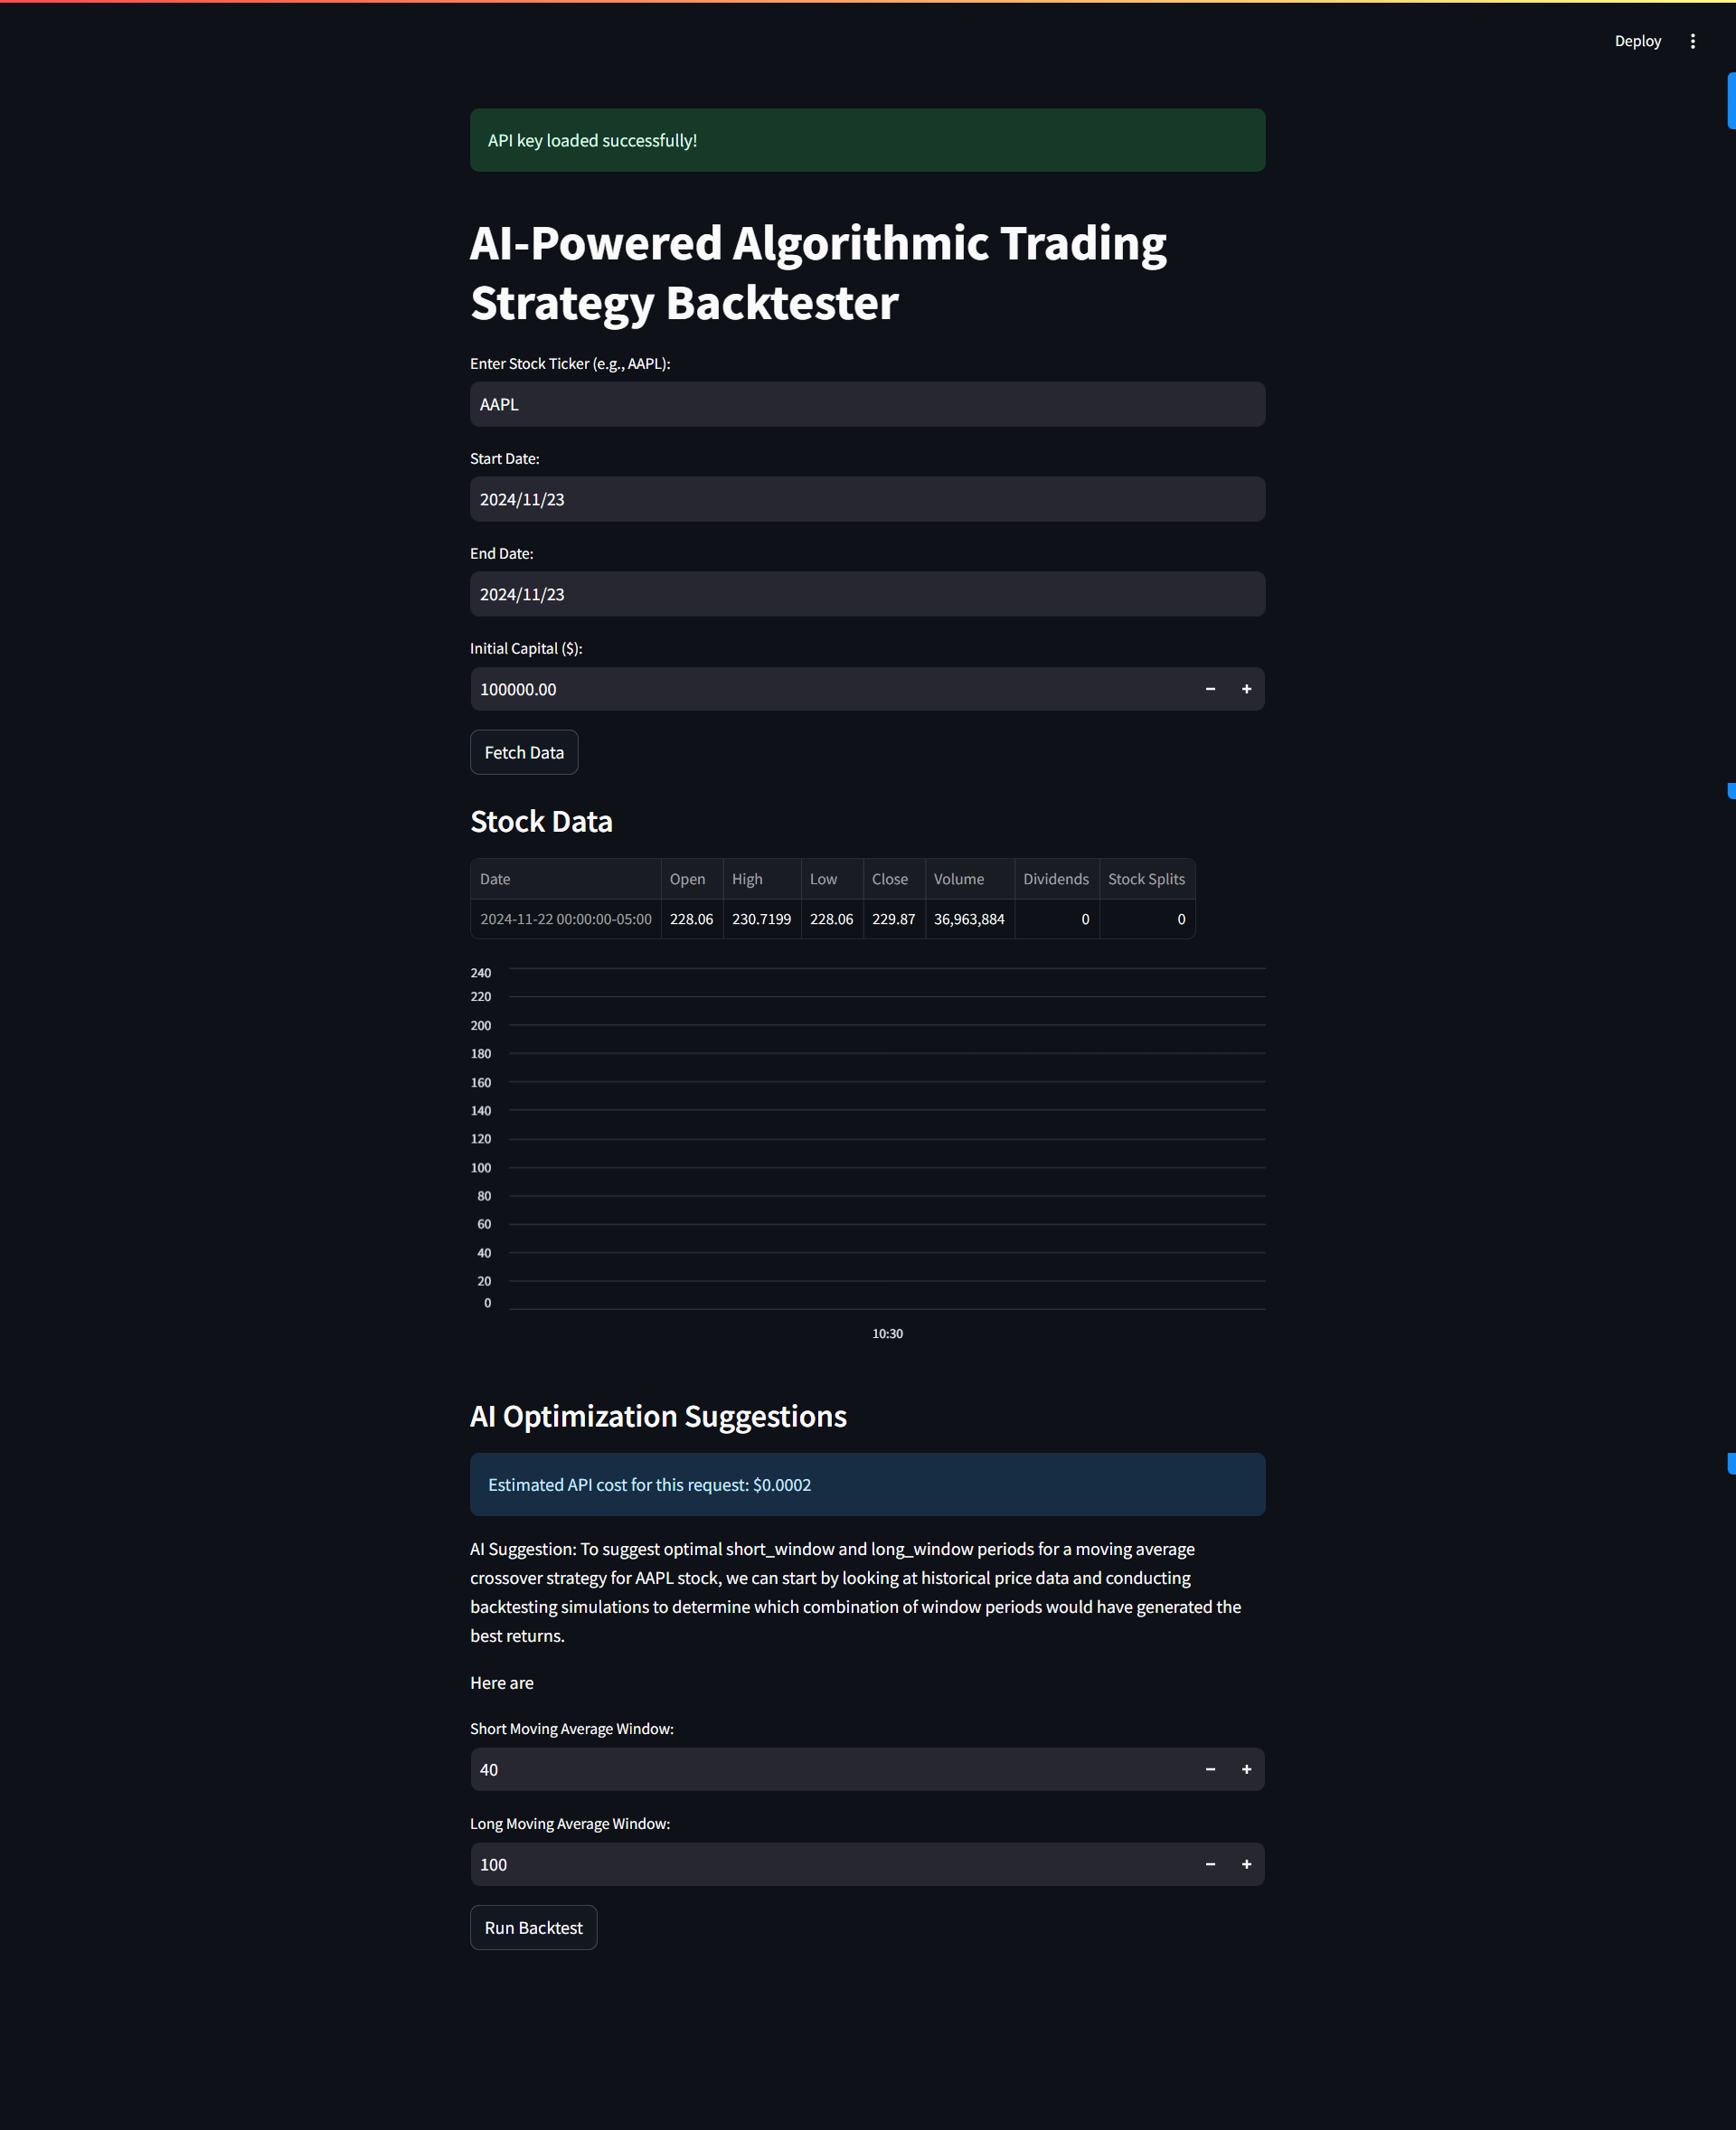 Deploy
API key loaded successfully!
AI-Powered Algorithmic Trading
Strategy Backtester
Enter Stock Ticker (e.g., AAPL):
AAPL
Start Date:
2024/11/23
End Date:
2024/11/23
Initial Capital ($):
100000.00
Fetch Data
Stock Data
Date Open High Low Close Volume Dividends Stock Splits
2024-11-22 00:00:00-05:00 228.06 230.7199 228.06 229.87 36,963,884 0 0
240
220
200
180
160
140
120
100
80
60
40
20
0
10:30
AI Optimization Suggestions
Estimated API cost for this request: $0.0002
AI Suggestion: To suggest optimal short_window and long_window periods for a moving average
crossover strategy for AAPL stock, we can start by looking at historical price data and conducting
backtesting simulations to determine which combination of window periods would have generated the
best returns.
Here are
Short Moving Average Window:
40
Long Moving Average Window:
100
Run Backtest